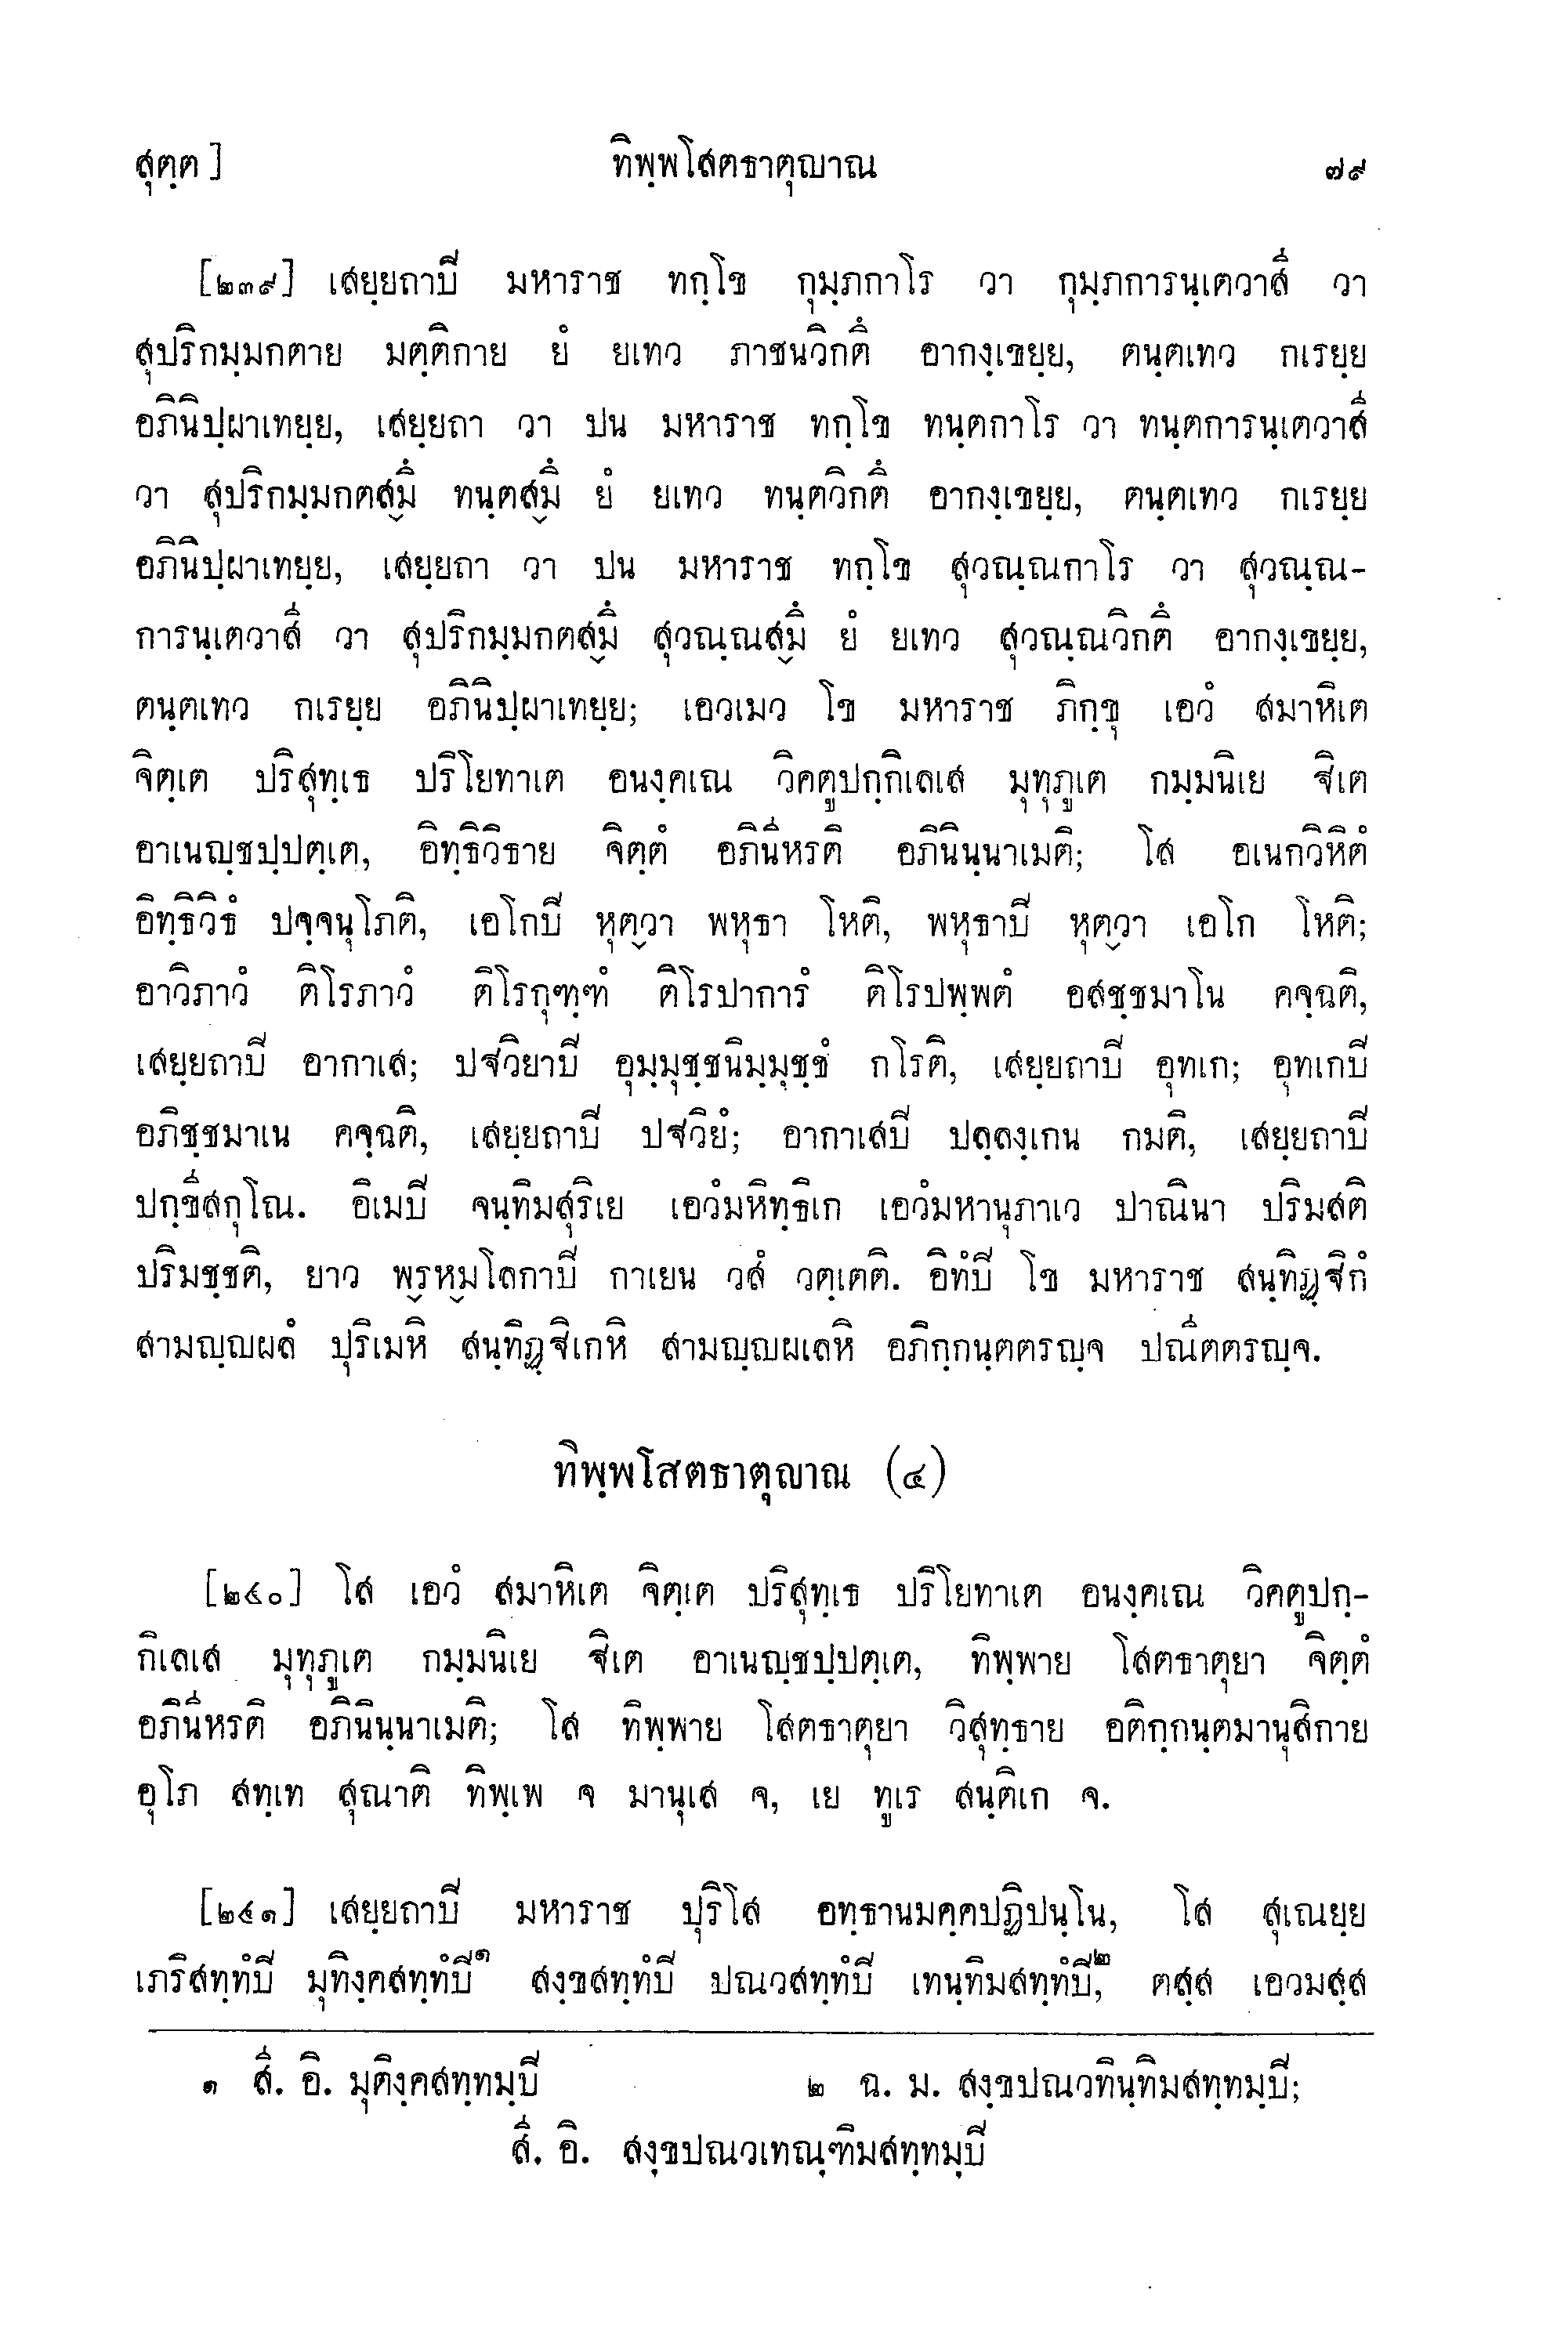 สุตฺต]
ทิพฺพโสตธาตุญาณ
๗๙
[๒๓๙] เสยฺยถาปิ มหาราช ทกฺโข กุมฺภกาโร วา กุมฺภการนฺเตวาสี วา
สุปริกมฺมกตาย มตฺติกาย ยํ ยเทว ภาชนวิกตึ อากงฺเขยฺย, ตนฺตเทว กเรยฺย
อภินิปฺผาเทยฺย, เสยฺยถา วา ปน มหาราช ทกฺโข ทนฺตกาโร วา ทนฺตการนฺเตวาสี
วา สุปริกมฺมกตสฺมึ ทนฺตสฺมึ ยํ ยเทว ทนฺตวิกตึ อากงฺเขยฺย, ตนฺตเทว กเรยฺย
อภินิปฺผาเทยฺย, เสยฺยถา วา ปน มหาราช ทกฺโข สุวณฺณกาโร วา สุวณฺณ-
การนฺเตวาสี วา สุปริกมฺมกตสฺมึ สุวณฺณสฺมึ ยํ ยเทว สุวณฺณวิกตึ อากงฺเขยฺย,
ตนฺตเทว กเรยฺย อภินิปฺผาเทยฺย; เอวเมว โข มหาราช ภิกฺขุ เอวํ สมาหิเต
จิตฺเต ปริสุทฺเธ ปริโยทาเต อนงฺคเณ วิคตูปกฺกิเลเส มุทุภูเต กมฺมนิเย ฐิเต
อาเนญฺชปฺปตฺเต, อิทฺธิวิธาย จิตฺตํ อภินีหรติ อภินินฺนาเมติ; โส อเนกวิหิตํ
อิทฺธิวิธํ ปจฺจนุโภติ, เอโกปิ หุตฺวา พหุธา โหติ, พหุธาปิ หุตฺวา เอโก โหติ;
อาวิภาวํ ติโรภาวํ ติโรกุฑฺฑํ ติโรปาการํ ติโรปพฺพตํ อสชฺชมาโน คจฺฉติ,
เสยฺยถาปิ อากาเส; ปฐวิยาปิ อุมฺมุชฺชนิมฺมุชฺชํ กโรติ, เสยฺยถาปิ อุทเก; อุทเกปิ
อภิชฺชมาเน คจฺฉติ, เสยฺยถาปิ ปฐวิยํ; อากาเสปิ ปลฺลงฺเกน กมติ, เสยฺยถาปิ
ปกฺขีสกุโณ. อิเมปิ จนฺทิมสุริเย เอวํมหิทฺธิเก เอวํมหานุภาเว ปาณินา ปริมสติ
ปริมชฺชติ, ยาว พฺรหฺมโลกาปิ กาเยน วสํ วตฺเตติ. อิทํปิ โข มหาราช สนฺทิฏฺฐิกํ
สามญฺญผลํ ปุริเมหิ สนฺทิฏฺฐิเกหิ สามญฺญผเลหิ อภิกฺกนฺตตรญฺจ ปณีตตรญฺจ.
ทิพฺพโสตธาตุญาณ (๔)
[๒๔๐] โส เอวํ สมาหิเต จิตฺเต ปริสุทฺเธ ปริโยทาเต อนงฺคเณ วิคตูปกฺ-
กิเลเส มุทุภูเต กมฺมนิเย ฐิเต อาเนญฺชปฺปตฺเต, ทิพฺพาย โสตธาตุยา จิตฺตํ
อภินีหรติ อภินินฺนาเมติ; โส ทิพฺพาย โสตธาตุยา วิสุทฺธาย อติกฺกนฺตมานุสิกาย
อุโภ สทฺเท สุณาติ ทิพฺเพ จ มานุเส จ, เย ทูเร สนฺติเก จ.
[๒๔๑] เสยฺยถาปิ มหาราช ปุริโส อทฺธานมคฺคปฏิปนฺโน, โส สุเณยฺย
เภริสทฺทํปิ มุทิงฺคสทฺทํปิ๑ สงฺขสทฺทํปิ ปณวสทฺทํปิ เทนฺทิมสทฺทํปิ,๒ ตสฺส เอวมสฺส
๑ สี. อิ. มุติงฺคสทฺทมฺปิ ๒ ฉ. ม. สงฺขปณวทินฺทิมสทฺทมฺปิ;
สี. อิ. สงฺขปณวเทณฺฑิมสทฺทมฺปิ